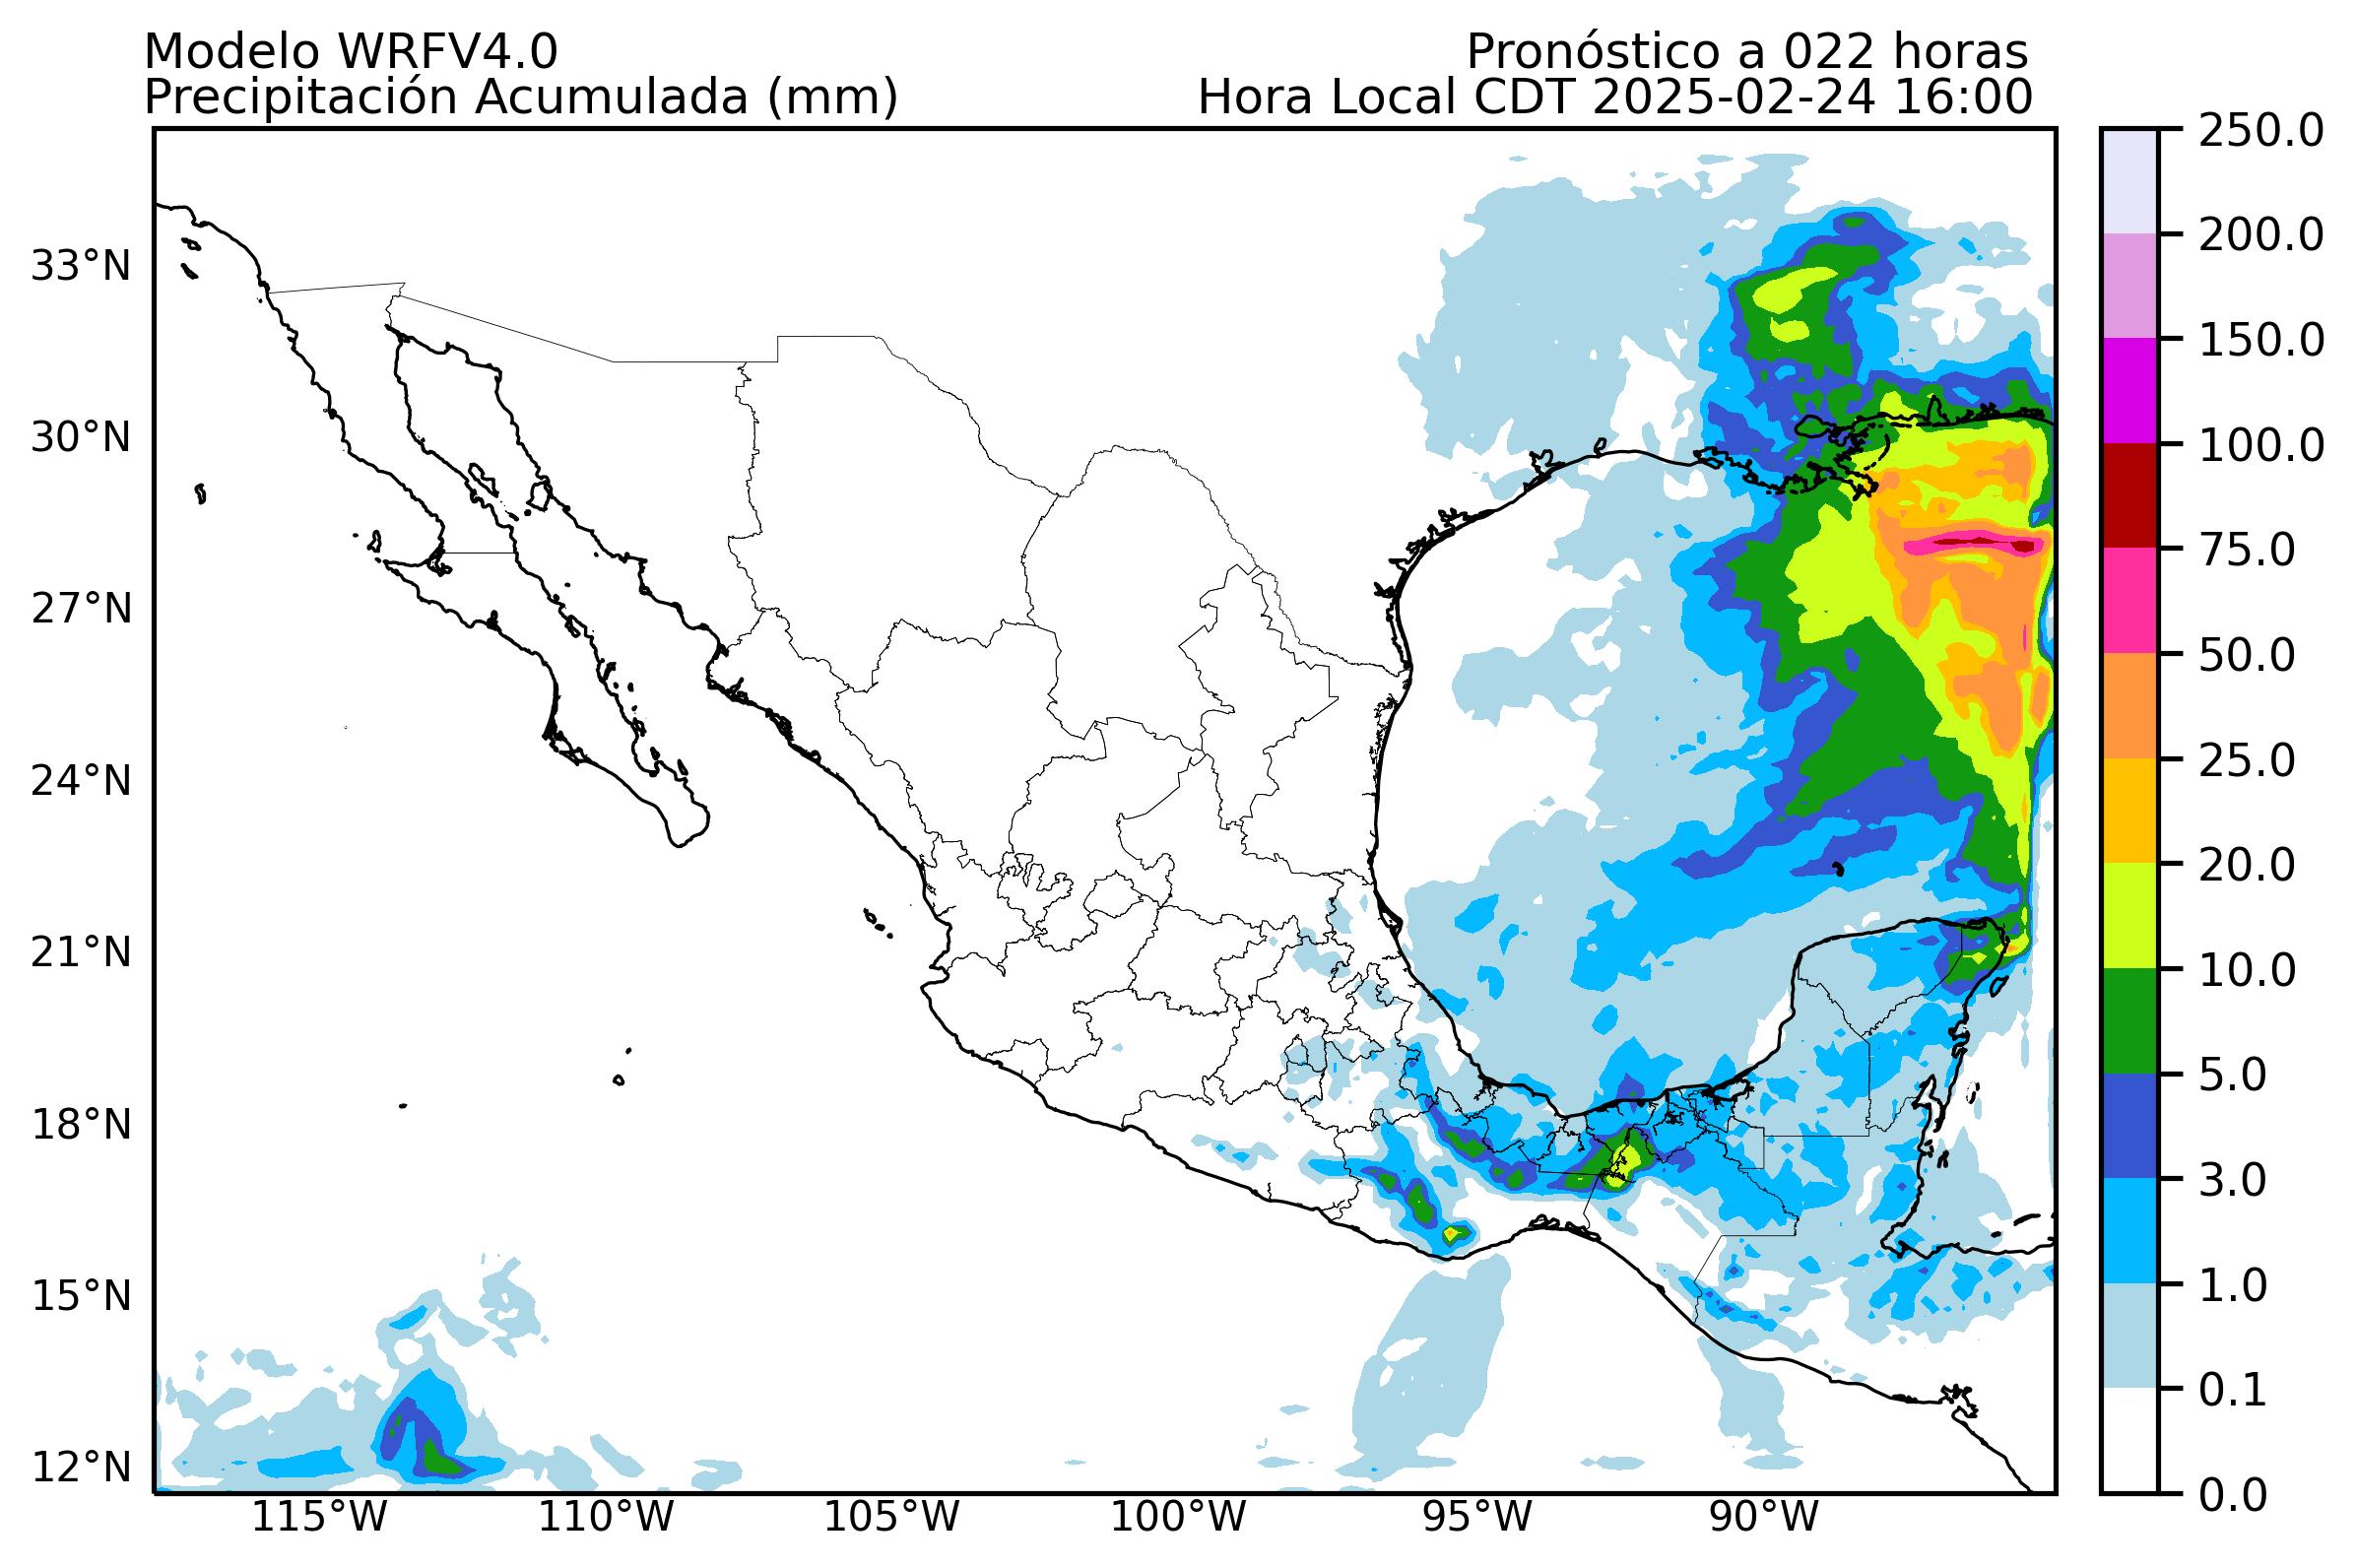 Modelo WRFV4.0
Pronóstico a 022 horas
Precipitación Acumulada (mm)
Hora Local CDT 2025-02-24 16:00
33°N
30°N
27°N
24°N
21°N
18°N
15°N
12°N
115°W
110°W
105°W
100°W
95°W
90°W
250.0
200.0
150.0
100.0
75.0
50.0
25.0
20.0
10.0
5.0
3.0
1.0
0.1
0.0